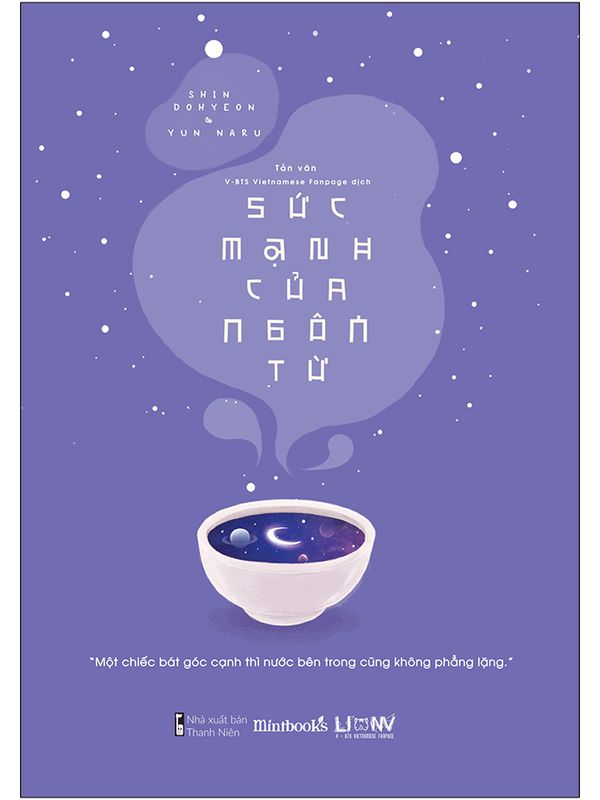 SHIN
DOHYEON
&
YUN NARU
Tản văn
V-BTS Vietnamese Fanpage dịch
SỨC
MẠNH
CỦA
NGÔN
TỪ
“Một chiếc bát góc cạnh thì nước bên trong cũng không phẳng lặng.”
Nhà xuất bản
Thanh Niên
mintbooks
LIONV
V - BTS VIETNAMESE FANPAGE